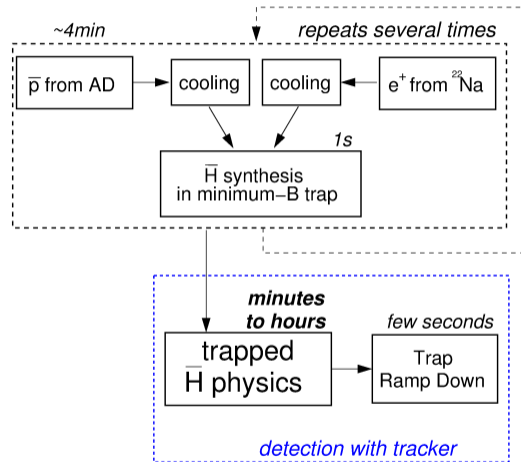 ~4min
repeats several times
p̅ from AD
cooling
cooling
e⁺ from ²²Na
1s
H̅ synthesis
in minimum−B trap
minutes
to hours
few seconds
trapped
H̅ physics
Trap
Ramp Down
detection with tracker